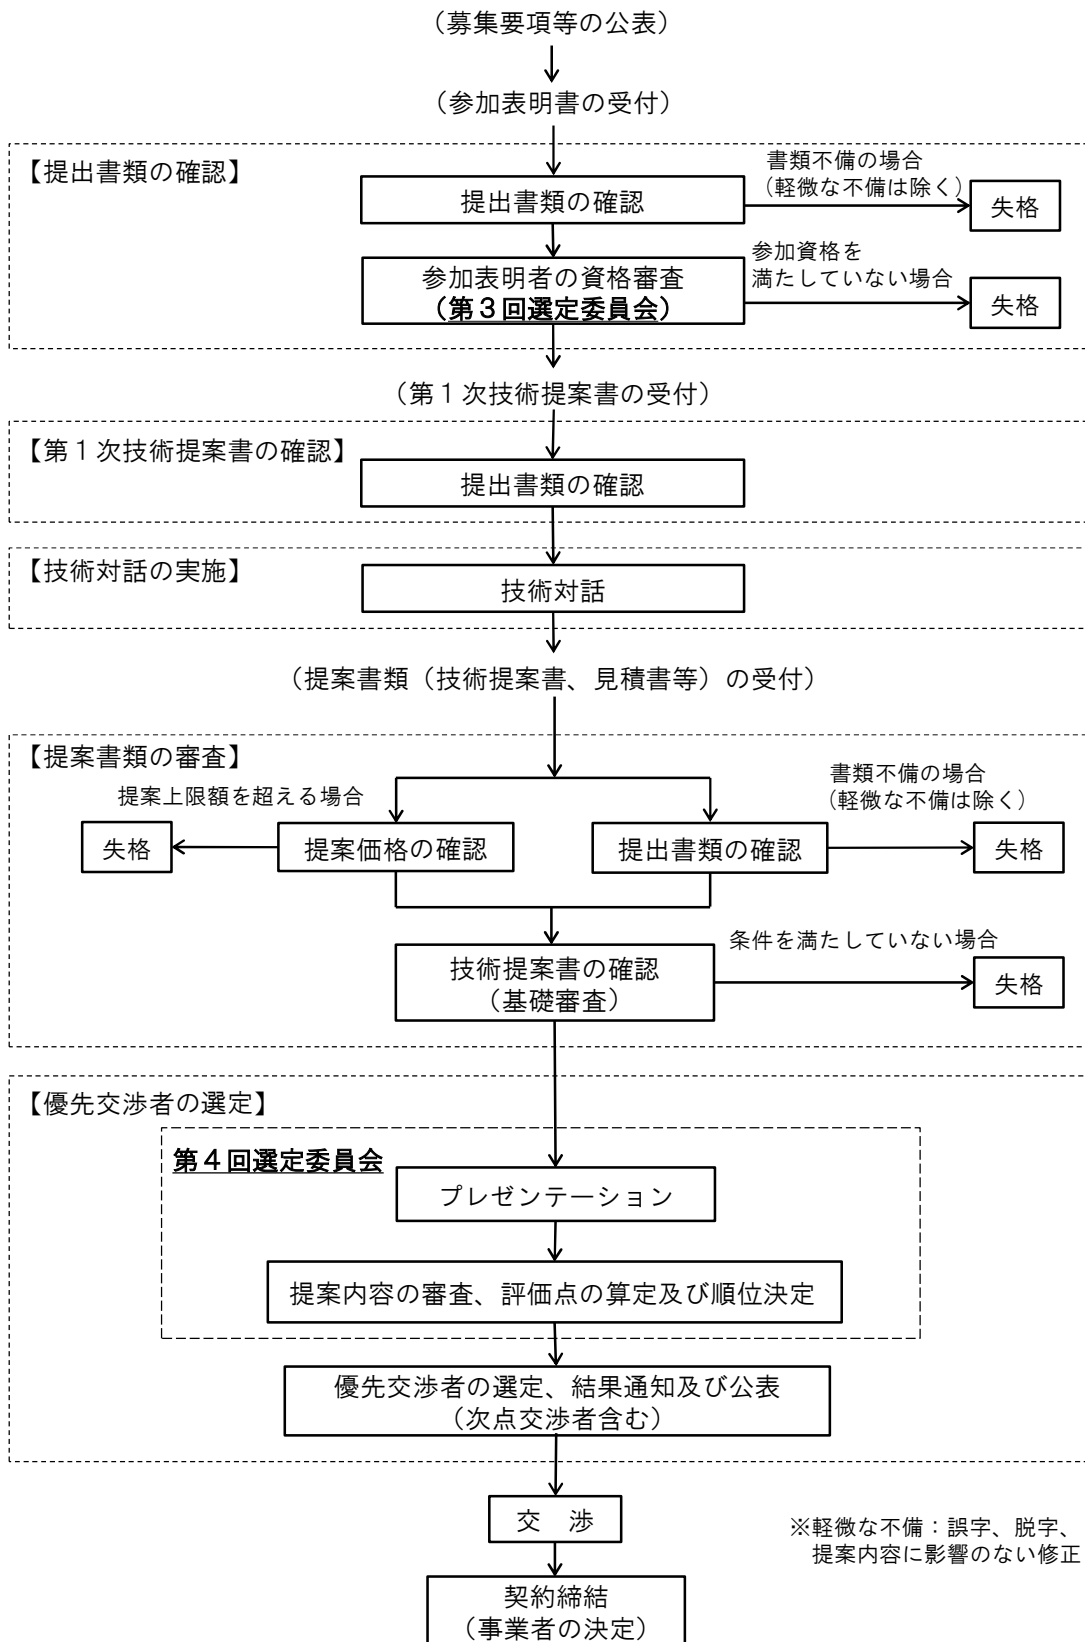 （募集要項等の公表）
（参加表明書の受付）
【提出書類の確認】
書類不備の場合
（軽微な不備は除く）
提出書類の確認
失格
参加資格を
満たしていない場合
参加表明者の資格審査
（第３回選定委員会）
失格
（第１次技術提案書の受付）
【第１次技術提案書の確認】
提出書類の確認
【技術対話の実施】
技術対話
（提案書類（技術提案書、見積書等）の受付）
【提案書類の審査】
提案上限額を超える場合
書類不備の場合
（軽微な不備は除く）
失格
提案価格の確認
提出書類の確認
失格
条件を満たしていない場合
技術提案書の確認
（基礎審査）
失格
【優先交渉者の選定】
第４回選定委員会
プレゼンテーション
提案内容の審査、評価点の算定及び順位決定
優先交渉者の選定、結果通知及び公表
（次点交渉者含む）
交　渉
※軽微な不備：誤字、脱字、
提案内容に影響のない修正
契約締結
（事業者の決定）